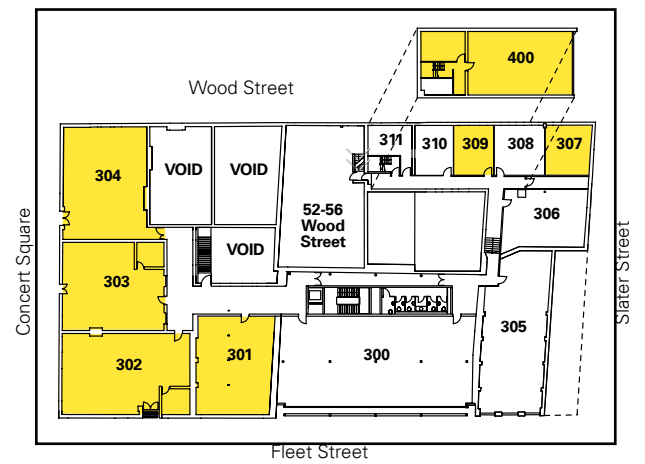 400
Wood Street
311
310
309
308
307
304
VOID
VOID
306
52-56
Wood
Street
VOID
303
Concert Square
Slater Street
305
302
301
300
Fleet Street